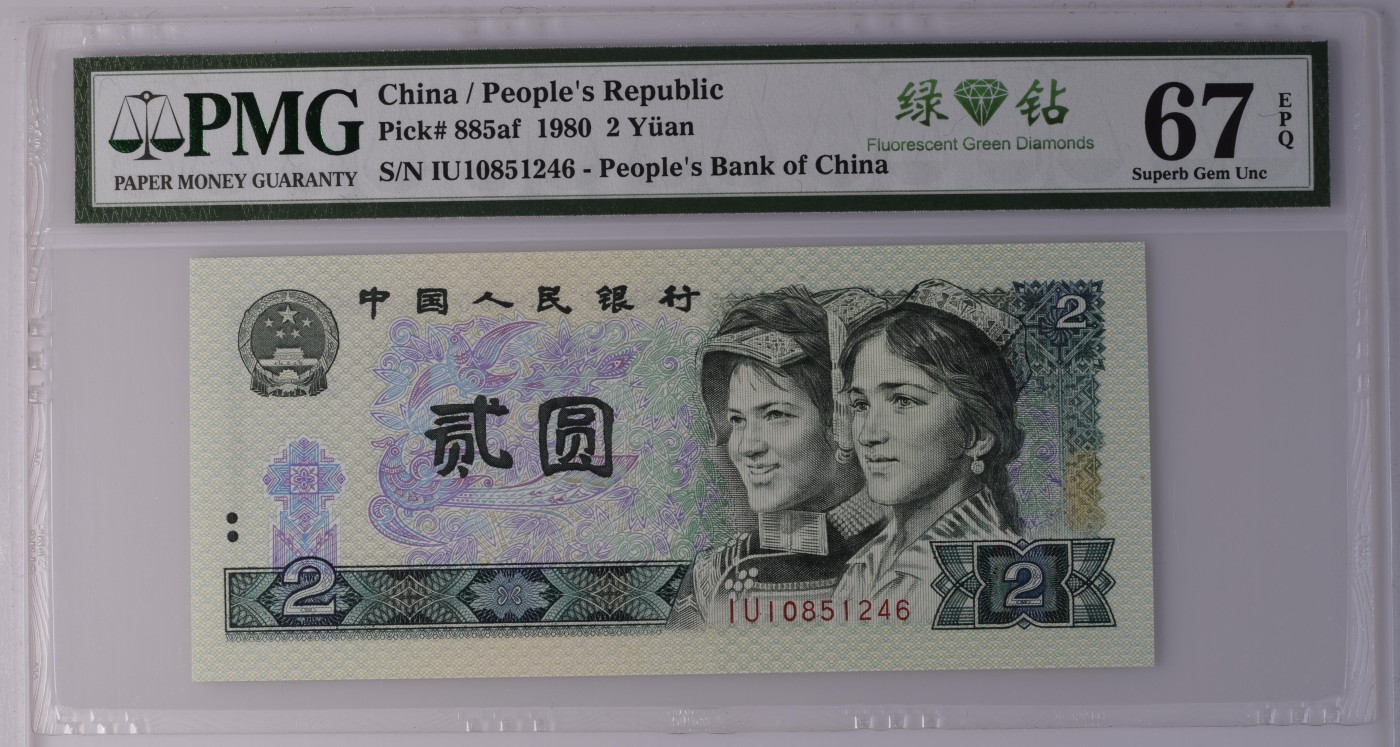 PMG
PAPER MONEY GUARANTY
China / People's Republic
Pick# 885af 1980 2 Yüan
S/N IU10851246 - People's Bank of China
绿 钻
Fluorescent Green Diamonds
67
EPQ
Superb Gem Unc
中国人民银行
2
贰圆
2
IU10851246
2